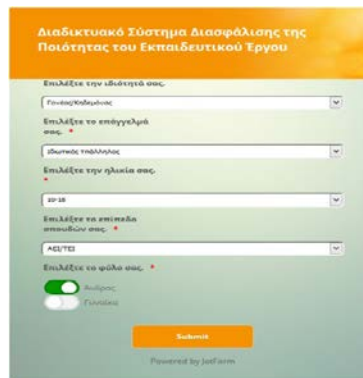 Διαδικτυακό Σύστημα Διασφάλισης της
Ποιότητας του Εκπαιδευτικού Έργου
Επιλέξτε την ιδιότητά σας.
Γονέας/Κηδεμόνας
Επιλέξτε το επάγγελμά
σας. *
Ιδιωτικός Υπάλληλος
Επιλέξτε την ηλικία σας.
*
Επιλέξτε το επίπεδο
σπουδών σας. *
ΑΕΙ/ΤΕΙ
Επιλέξτε το φύλο σας. *
Άνδρας
Γυναίκα
Submit
Powered by JotForm